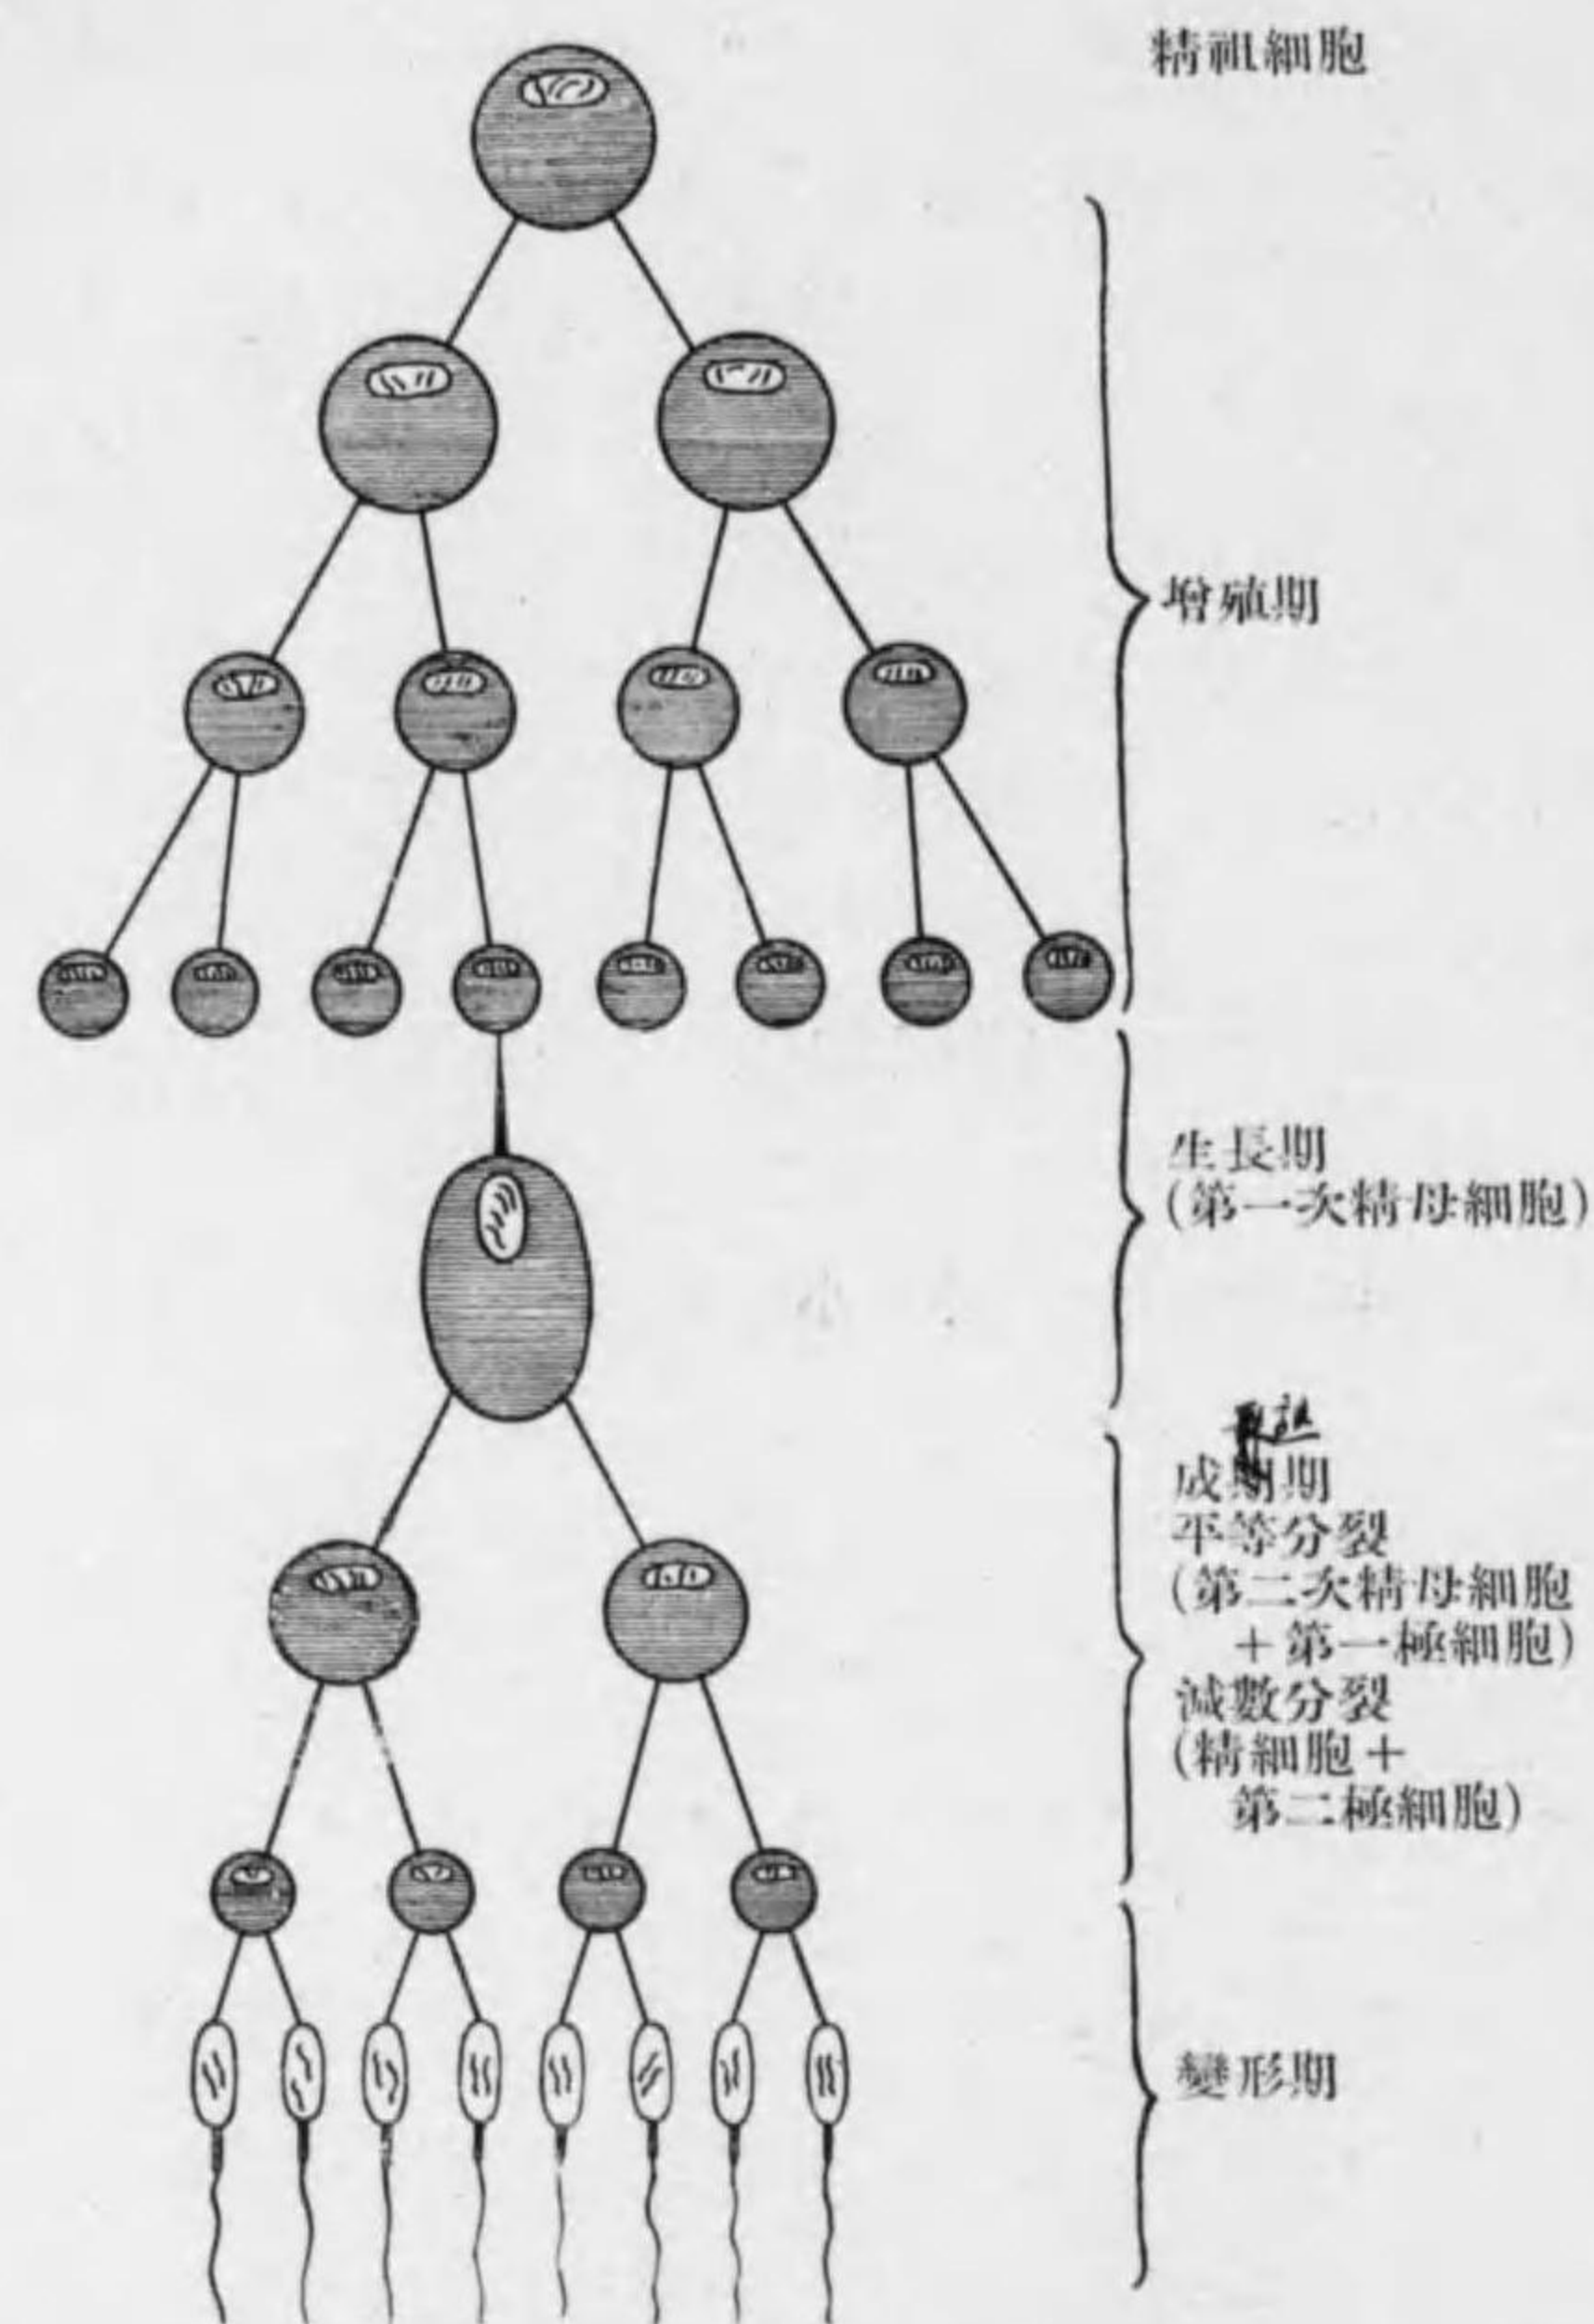 精祖細胞
增殖期
生長期
(第一次精母細胞)
成期
平等分裂
(第二次精母細胞
+第一極細胞)
減數分裂
(精細胞+
第二極細胞)
變形期